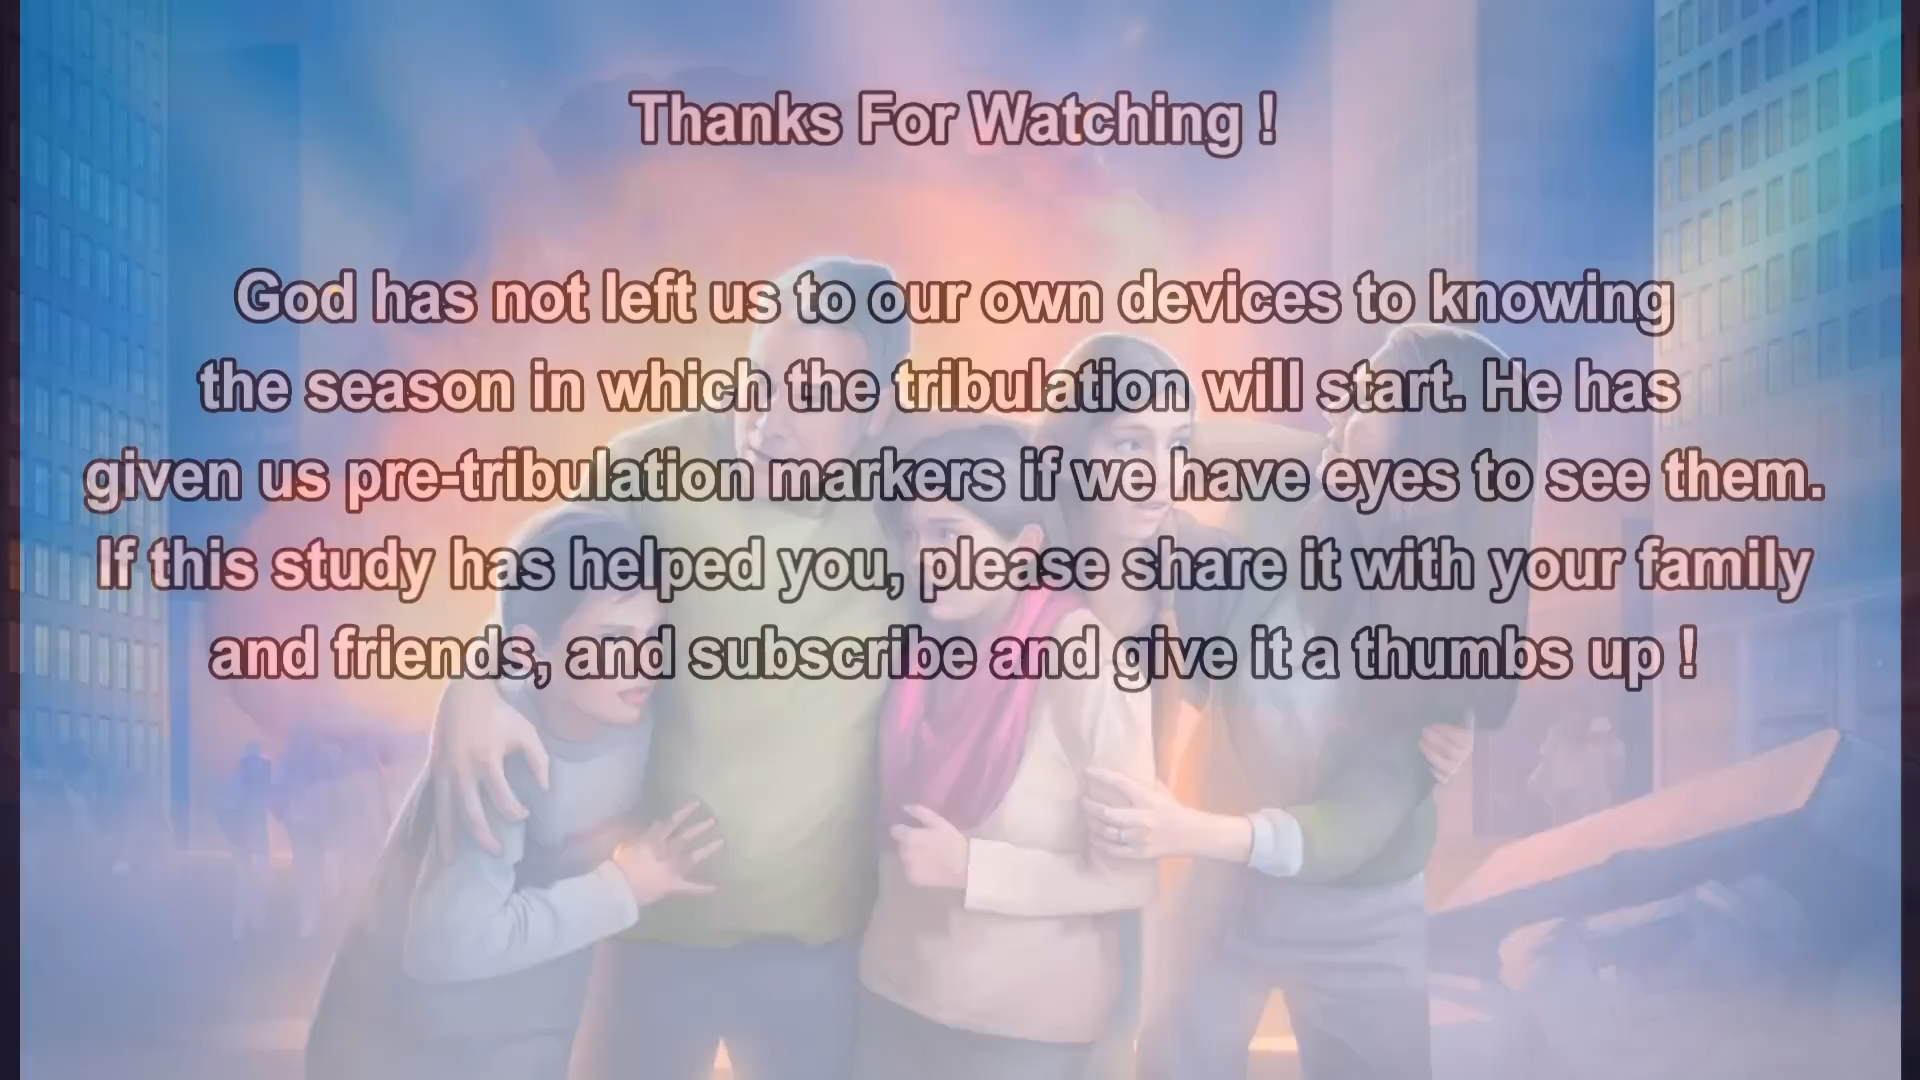 Thanks For Watching !
God has not left us to our own devices to knowing
the season in which the tribulation will start. He has
given us pre-tribulation markers if we have eyes to see them.
If this study has helped you, please share it with your family
and friends, and subscribe and give it a thumbs up !